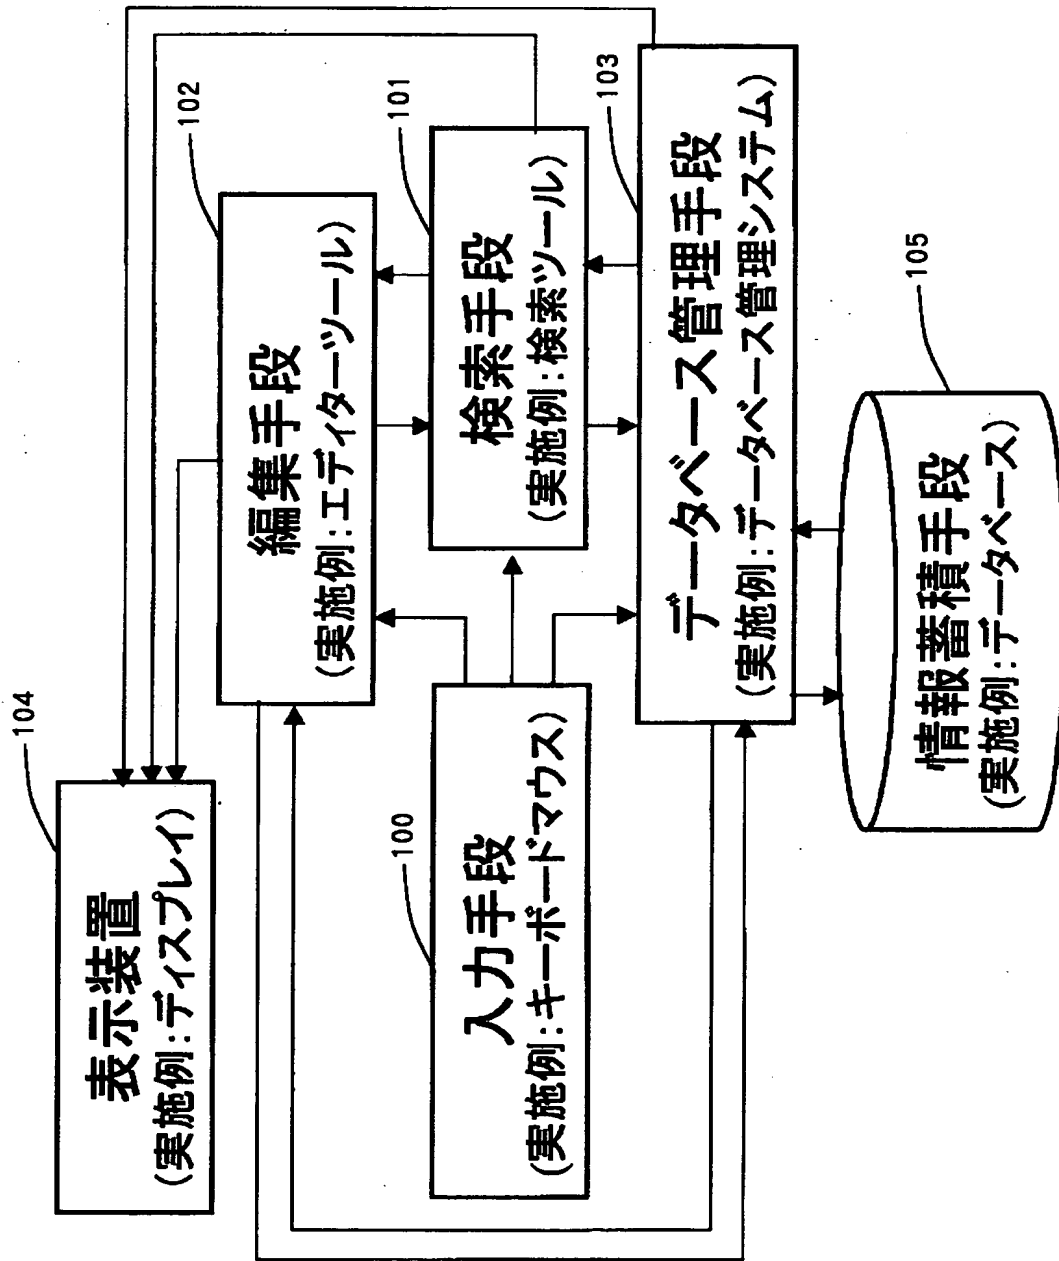 104
表示装置
(実施例:ディスプレイ)
102
編集手段
(実施例:エディターツール)
100
入力手段
(実施例:キーボードマウス)
101
検索手段
(実施例:検索ツール)
103
データベース管理手段
(実施例:データベース管理システム)
105
情報蓄積手段
(実施例:データベース)